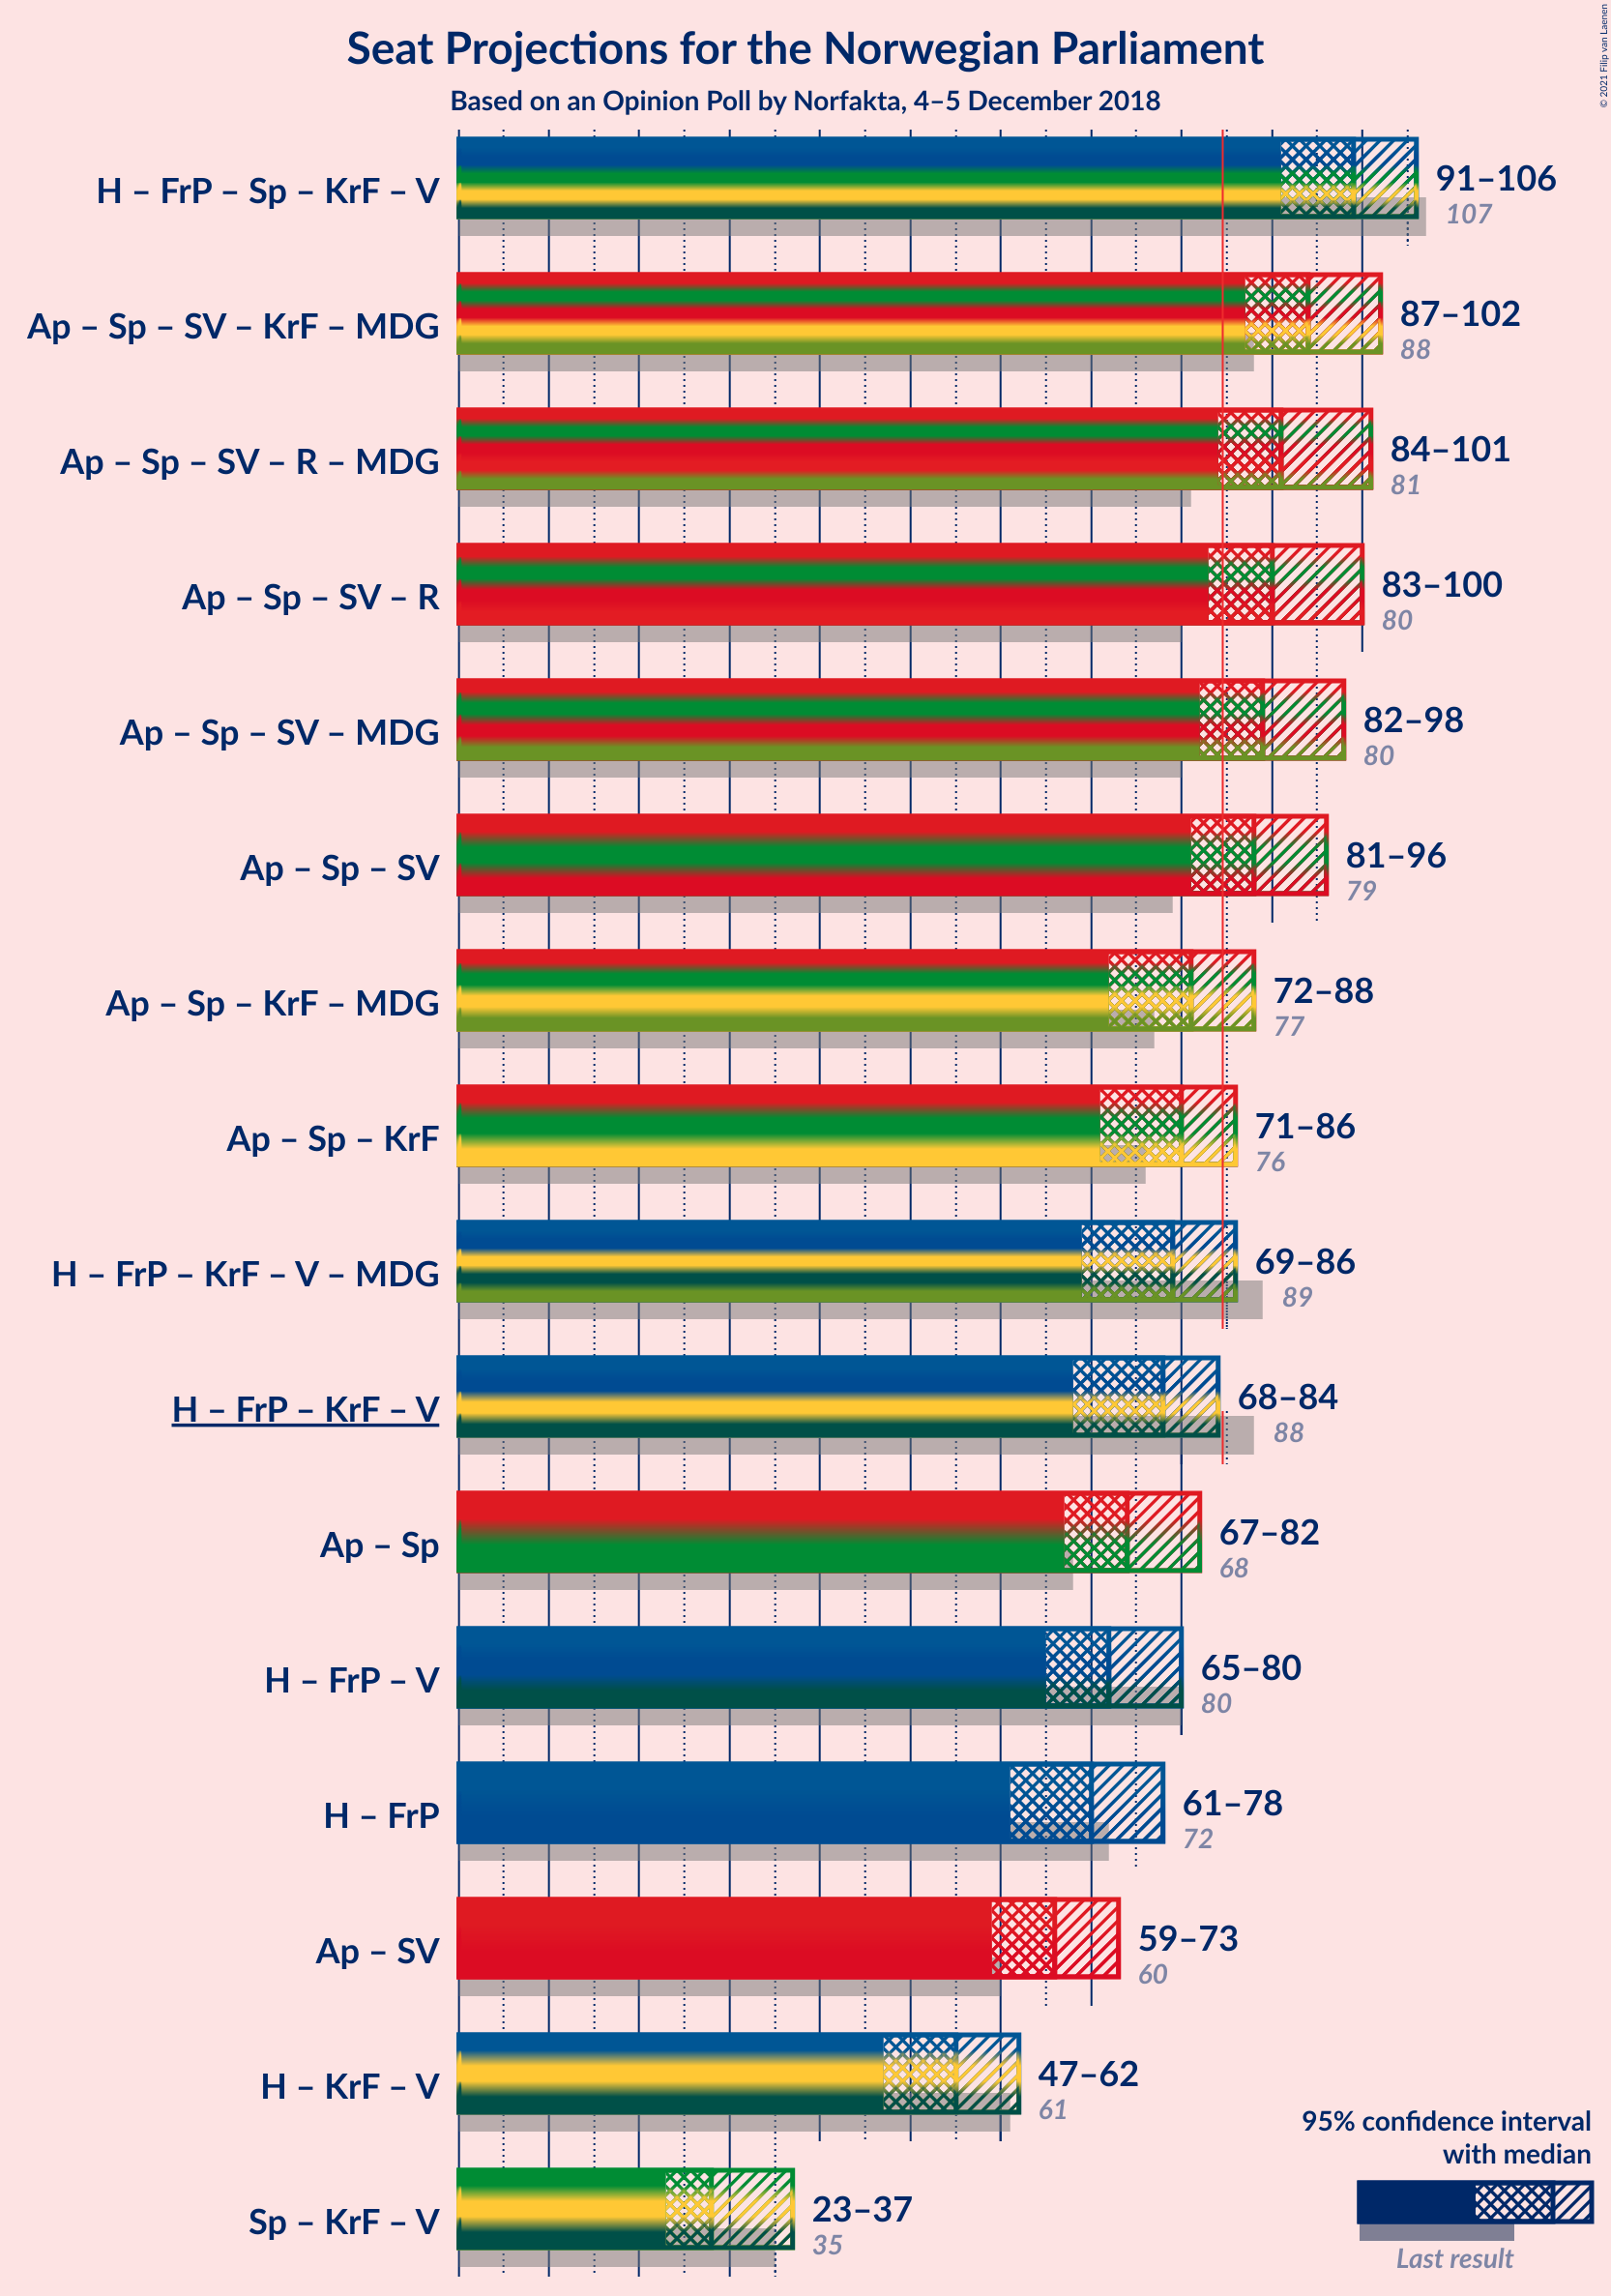 Seat Projections for the Norwegian Parliament
Based on an Opinion Poll by Norfakta, 4–5 December 2018
© 2021 Filip van Laenen
H – FrP – Sp – KrF – V
91–106
107
Ap – Sp – SV – KrF – MDG
87–102
88
Ap – Sp – SV – R – MDG
84–101
81
Ap – Sp – SV – R
83–100
80
Ap – Sp – SV – MDG
82–98
80
Ap – Sp – SV
81–96
79
Ap – Sp – KrF – MDG
72–88
77
Ap – Sp – KrF
71–86
76
H – FrP – KrF – V – MDG
69–86
89
H – FrP – KrF – V
68–84
88
Ap – Sp
67–82
68
H – FrP – V
65–80
80
H – FrP
61–78
72
Ap – SV
59–73
60
H – KrF – V
47–62
61
Sp – KrF – V
23–37
35
95% confidence interval
with median
Last result